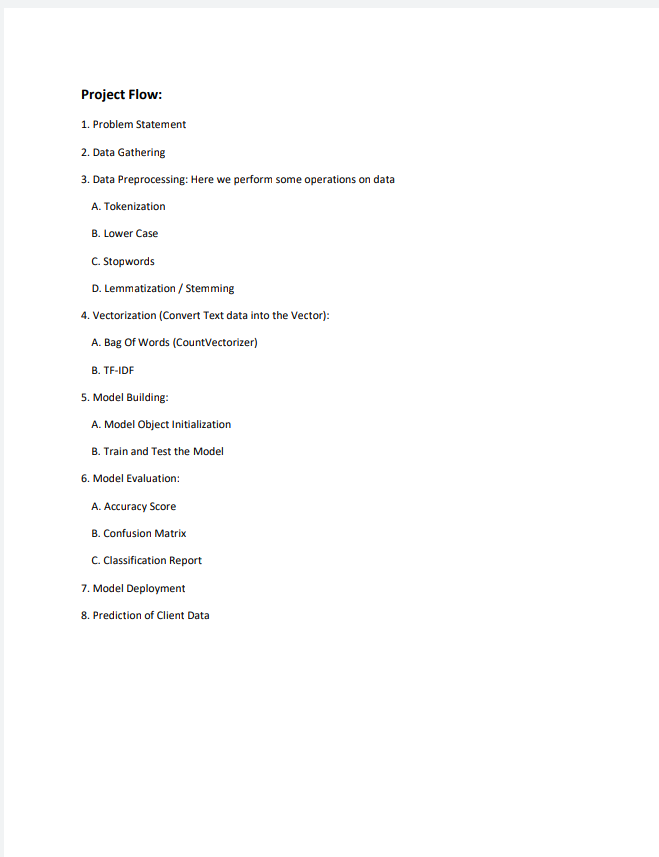 Project Flow:
1. Problem Statement
2. Data Gathering
3. Data Preprocessing: Here we perform some operations on data
A. Tokenization
B. Lower Case
C. Stopwords
D. Lemmatization / Stemming
4. Vectorization (Convert Text data into the Vector):
A. Bag Of Words (CountVectorizer)
B. TF-IDF
5. Model Building:
A. Model Object Initialization
B. Train and Test the Model
6. Model Evaluation:
A. Accuracy Score
B. Confusion Matrix
C. Classification Report
7. Model Deployment
8. Prediction of Client Data